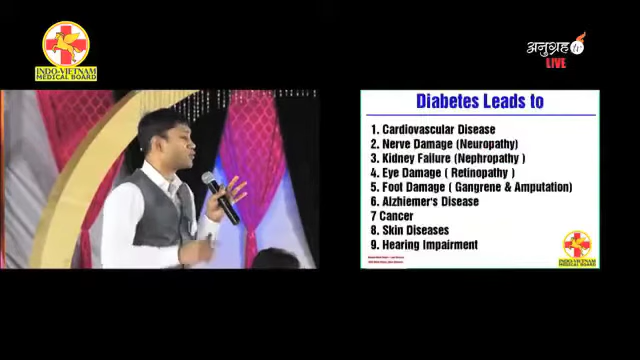 INDO-VIETNAM
MEDICAL BOARD
अनुग्रह
LIVE
Diabetes Leads to
1. Cardiovascular Disease
2. Nerve Damage (Neuropathy)
3. Kidney Failure (Nephropathy )
4. Eye Damage ( Retinopathy )
5. Foot Damage ( Gangrene & Amputation)
6. Alzhiemer's Disease
7 Cancer
8. Skin Diseases
9. Hearing Impairment
INDO-VIETNAM
MEDICAL BOARD